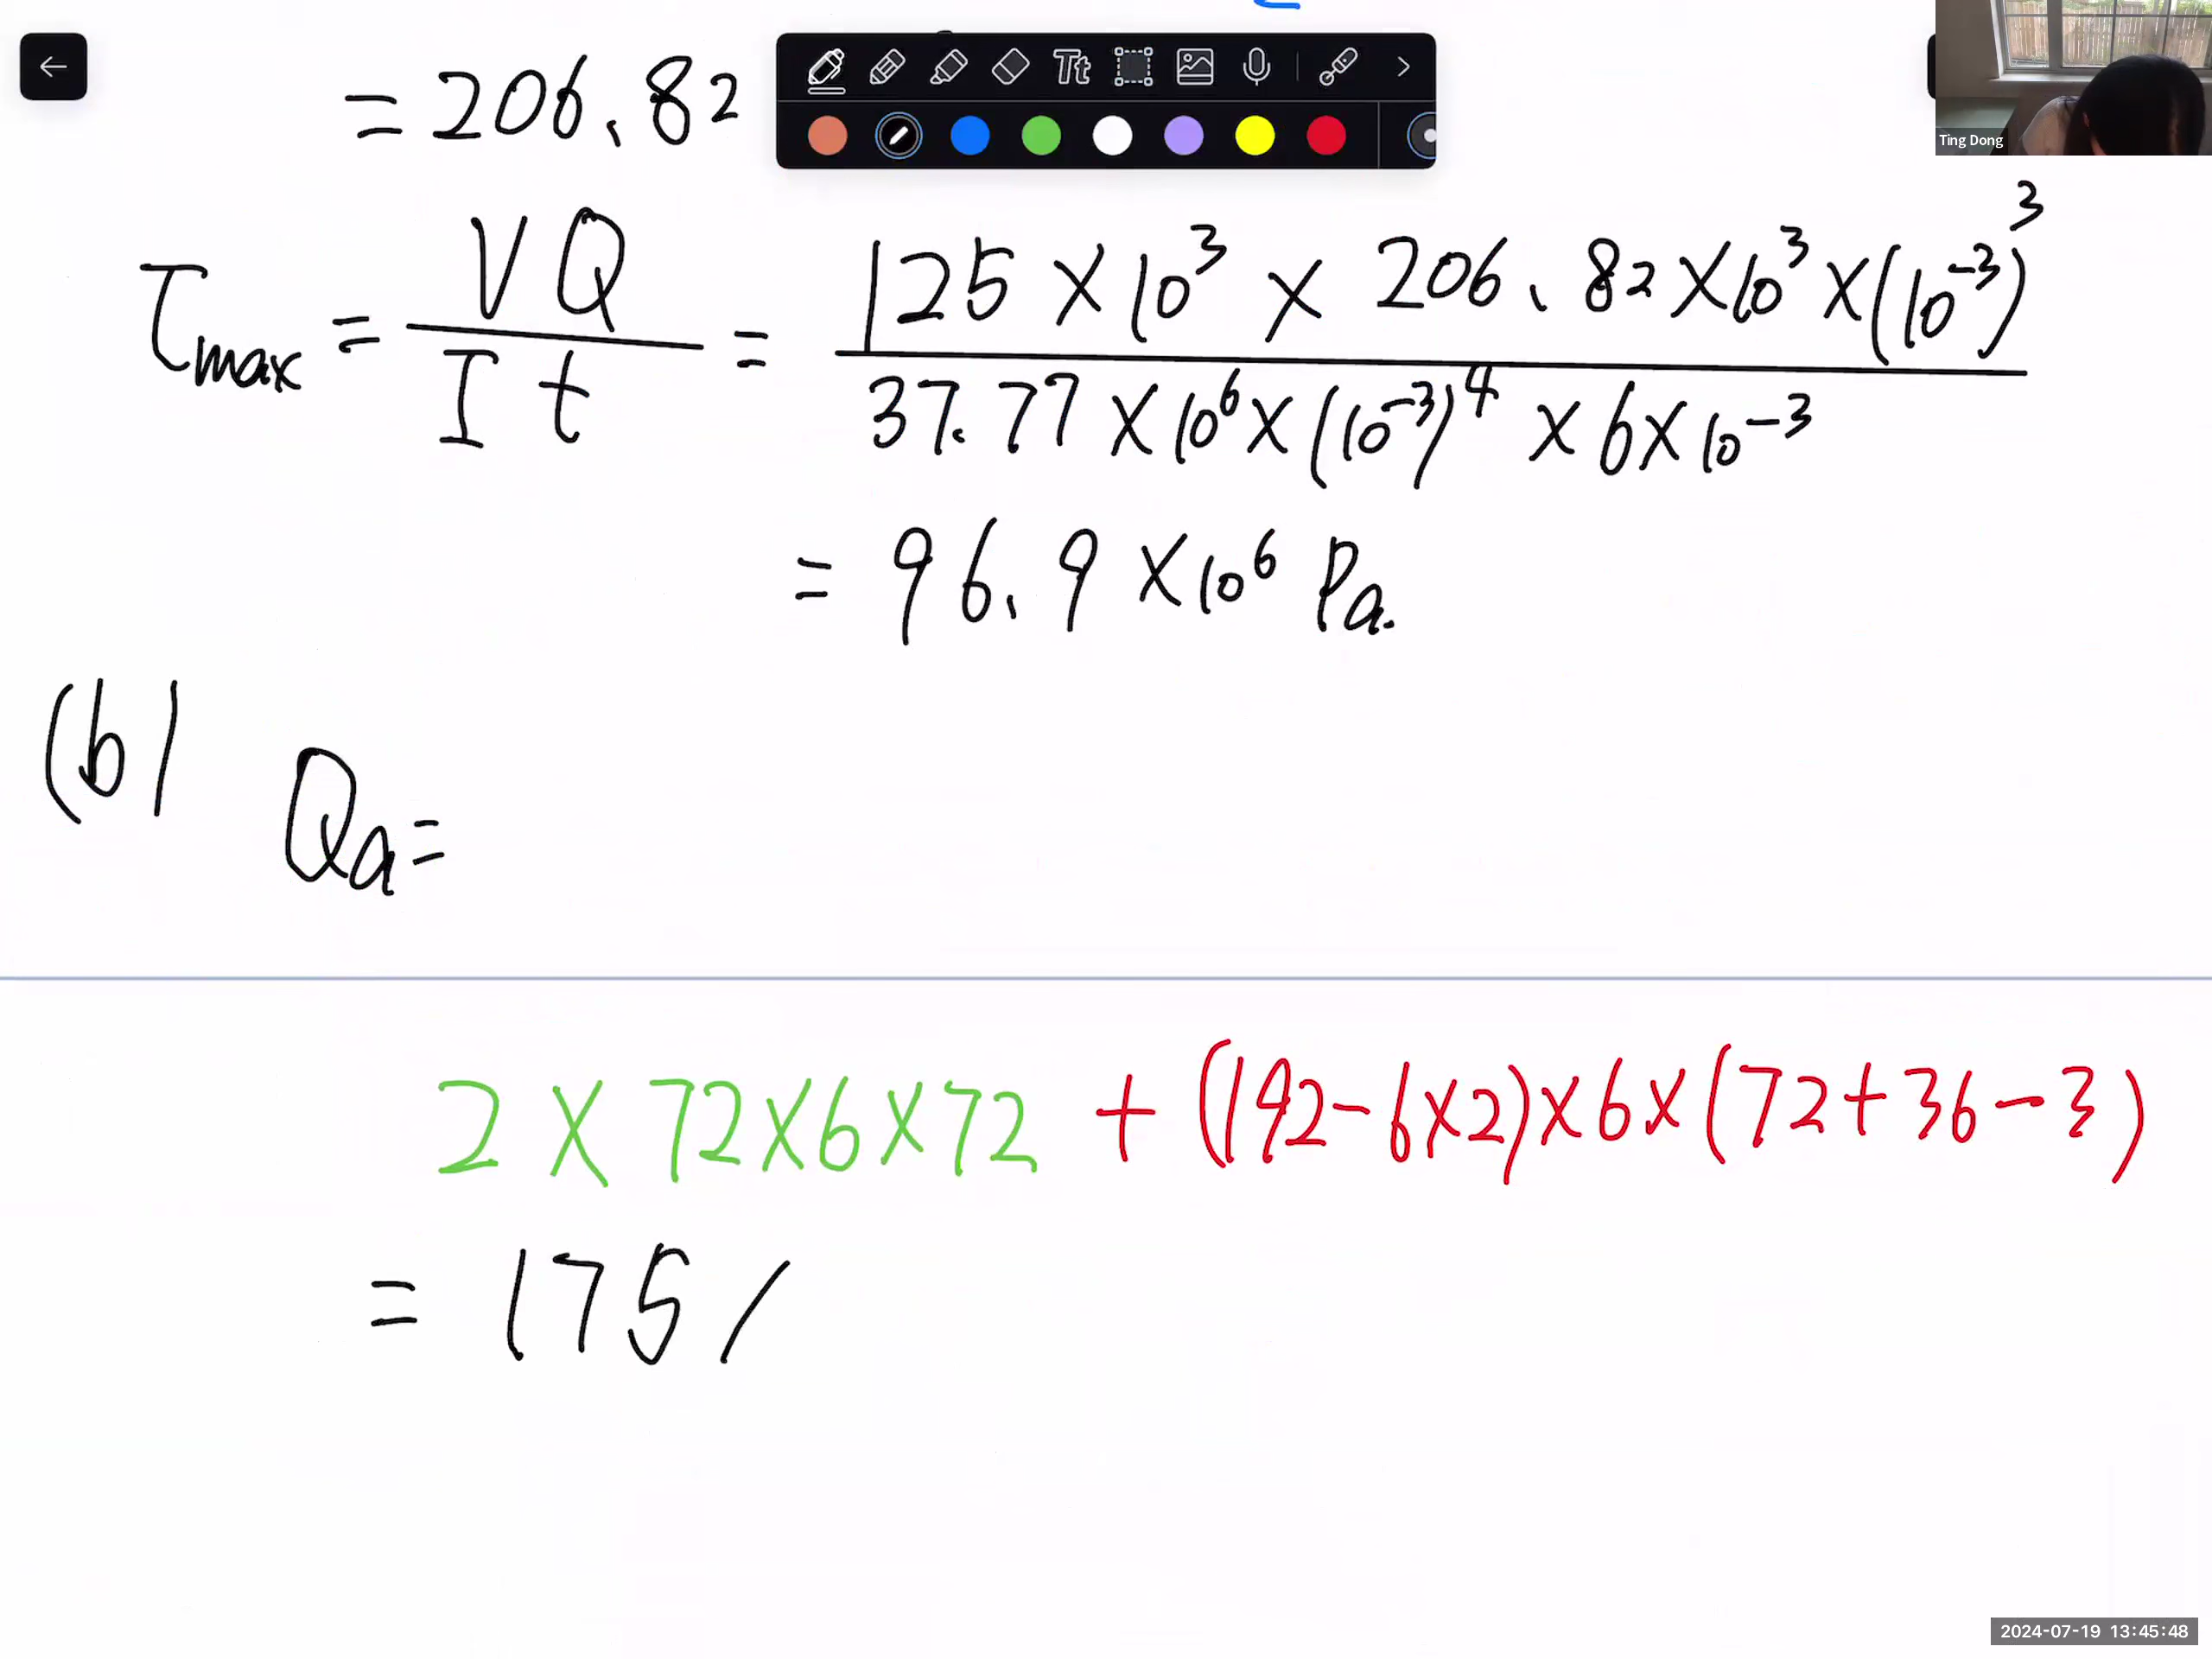 = 206.82
Tt
Ting Dong
τmax = VQ / It = 125 × 10³ × 206.82 × 10³ × (10⁻³)³ / 37.77 × 10⁶ × (10⁻³)⁴ × 6 × 10⁻³
= 96.9 × 10⁶ Pa.
(b) Qa =
2 × 72 × 6 × 72 + (192 - 6 × 2) × 6 × (72 + 36 - 3)
= 175
2024-07-19 13:45:48